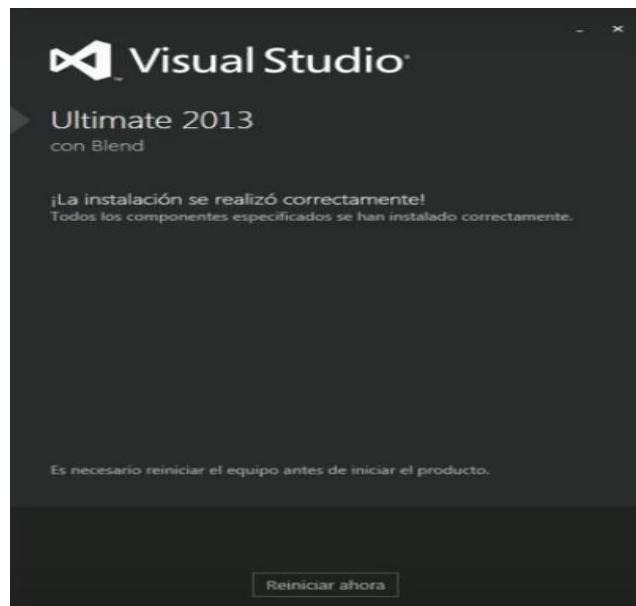 Visual Studio
Ultimate 2013
con Blend
¡La instalación se realizó correctamente!
Todos los componentes especificados se han instalado correctamente.
Es necesario reiniciar el equipo antes de iniciar el producto.
Reiniciar ahora